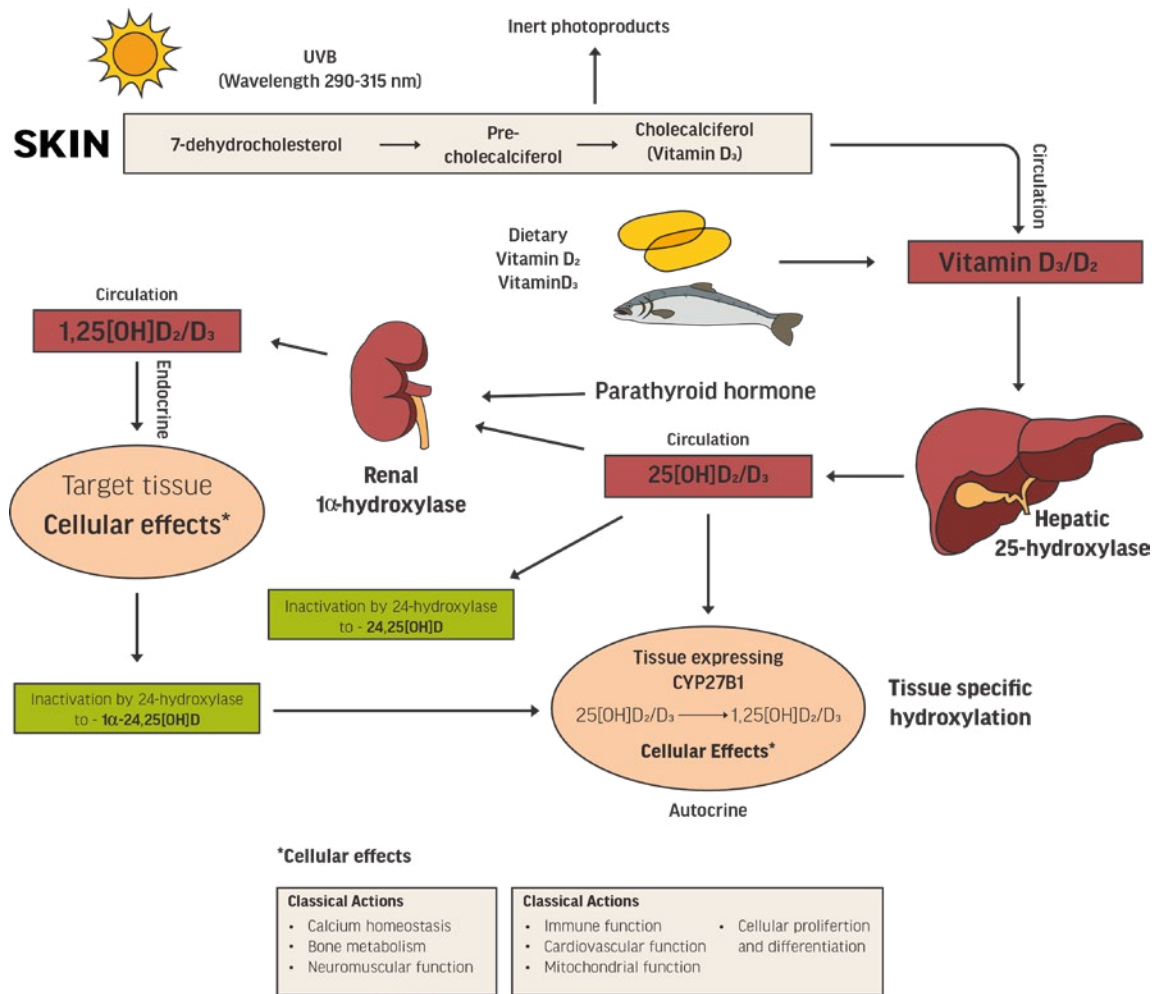 Inert photoproducts
UVB
(Wavelength 290-315 nm)
SKIN
7-dehydrocholesterol
Pre-
cholecalciferol
Cholecalciferol
(Vitamin D₃)
Circulation
Dietary
Vitamin D₂
VitaminD₃
Vitamin D₃/D₂
Circulation
1,25[OH]D₂/D₃
Endocrine
Parathyroid hormone
Circulation
25[OH]D₂/D₃
Renal
1α-hydroxylase
Hepatic
25-hydroxylase
Target tissue
Cellular effects*
Inactivation by 24-hydroxylase
to - 24,25[OH]D
Inactivation by 24-hydroxylase
to - 1α-24,25[OH]D
Tissue expressing
CYP27B1
25[OH]D₂/D₃ 1,25[OH]D₂/D₃
Cellular Effects*
Tissue specific
hydroxylation
Autocrine
*Cellular effects
Classical Actions
• Calcium homeostasis
• Bone metabolism
• Neuromuscular function
Classical Actions
• Immune function
• Cardiovascular function
• Mitochondrial function
• Cellular prolifertion
and differentiation